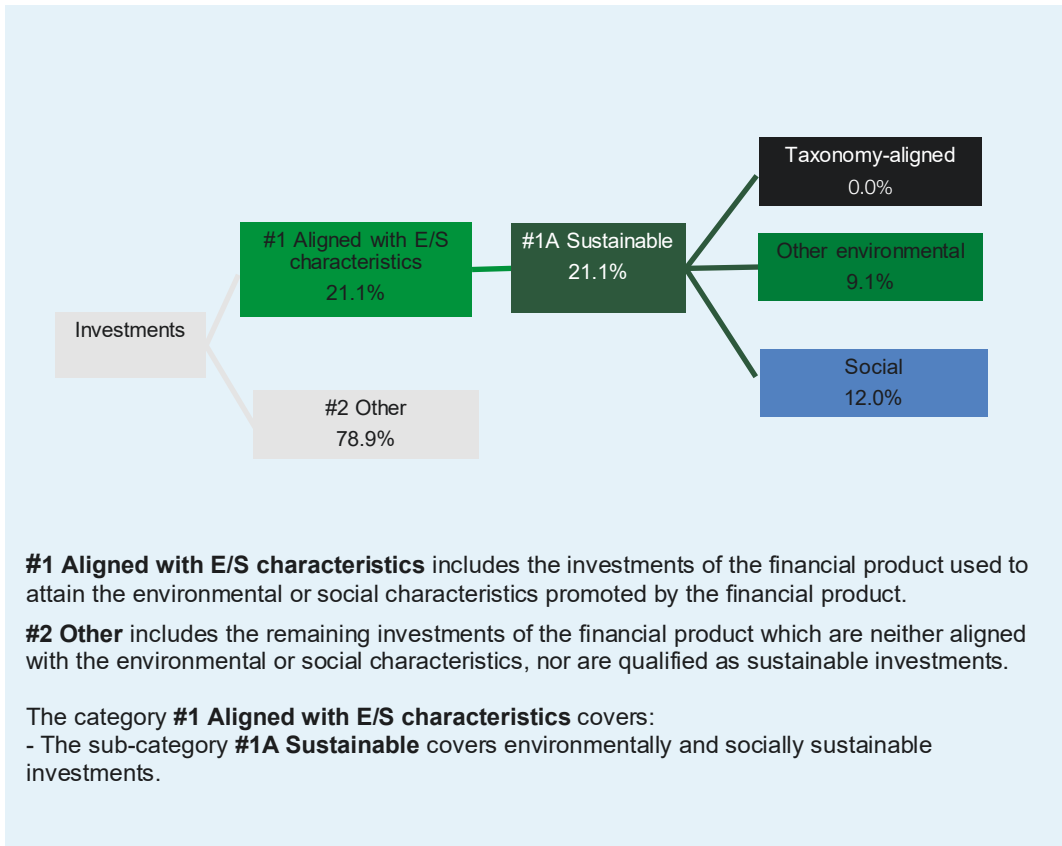 Taxonomy-aligned
0.0%
#1 Aligned with E/S
characteristics
21.1%
#1A Sustainable
21.1%
Other environmental
9.1%
Investments
Social
12.0%
#2 Other
78.9%
#1 Aligned with E/S characteristics includes the investments of the financial product used to
attain the environmental or social characteristics promoted by the financial product.
#2 Other includes the remaining investments of the financial product which are neither aligned
with the environmental or social characteristics, nor are qualified as sustainable investments.
The category #1 Aligned with E/S characteristics covers:
- The sub-category #1A Sustainable covers environmentally and socially sustainable
investments.